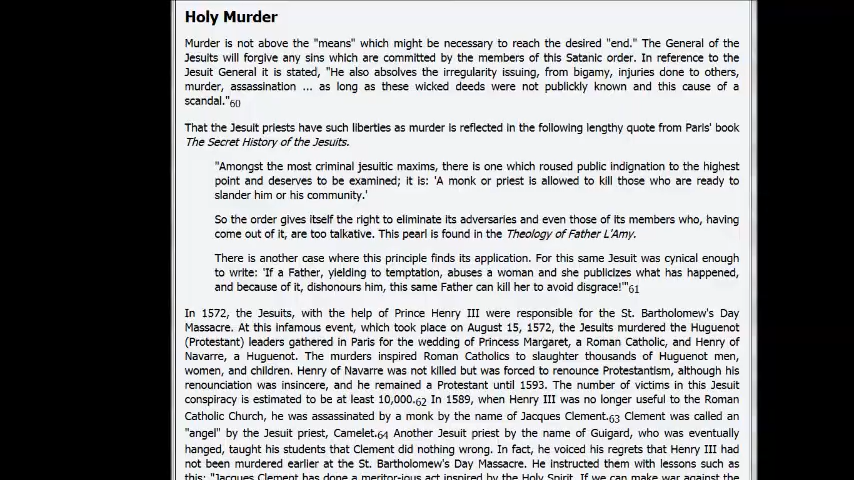 Holy Murder
Murder is not above the "means" which might be necessary to reach the desired "end." The General of the
Jesuits will forgive any sins which are committed by the members of this Satanic order. In reference to the
Jesuit General it is stated, "He also absolves the irregularity issuing, from bigamy, injuries done to others,
murder, assassination ... as long as these wicked deeds were not publickly known and this cause of a
scandal."60
That the Jesuit priests have such liberties as murder is reflected in the following lengthy quote from Paris' book
The Secret History of the Jesuits.
"Amongst the most criminal jesuitic maxims, there is one which roused public indignation to the highest
point and deserves to be examined; it is: 'A monk or priest is allowed to kill those who are ready to
slander him or his community.'
So the order gives itself the right to eliminate its adversaries and even those of its members who, having
come out of it, are too talkative. This pearl is found in the Theology of Father L'Amy.
There is another case where this principle finds its application. For this same Jesuit was cynical enough
to write: 'If a Father, yielding to temptation, abuses a woman and she publicizes what has happened,
and because of it, dishonours him, this same Father can kill her to avoid disgrace!'"61
In 1572, the Jesuits, with the help of Prince Henry III were responsible for the St. Bartholomew's Day
Massacre. At this infamous event, which took place on August 15, 1572, the Jesuits murdered the Huguenot
(Protestant) leaders gathered in Paris for the wedding of Princess Margaret, a Roman Catholic, and Henry of
Navarre, a Huguenot. The murders inspired Roman Catholics to slaughter thousands of Huguenot men,
women, and children. Henry of Navarre was not killed but was forced to renounce Protestantism, although his
renounciation was insincere, and he remained a Protestant until 1593. The number of victims in this Jesuit
conspiracy is estimated to be at least 10,000.62 In 1589, when Henry III was no longer useful to the Roman
Catholic Church, he was assassinated by a monk by the name of Jacques Clement.63 Clement was called an
"angel" by the Jesuit priest, Camelet.64 Another Jesuit priest by the name of Guigard, who was eventually
hanged, taught his students that Clement did nothing wrong. In fact, he voiced his regrets that Henry III had
not been murdered earlier at the St. Bartholomew's Day Massacre. He instructed them with lessons such as
this: "Jacques Clement has done a meritor-ious act inspired by the Holy Spirit. If we can make war against the